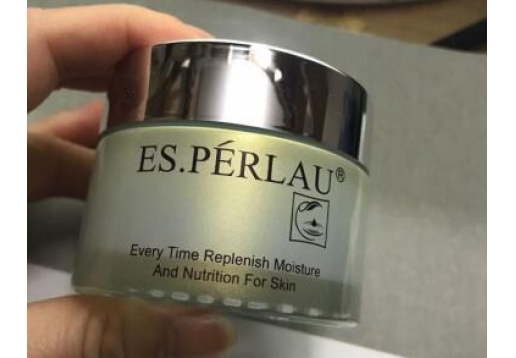 ES.PÉRLAU®
Every Time Replenish Moisture
And Nutrition For Skin